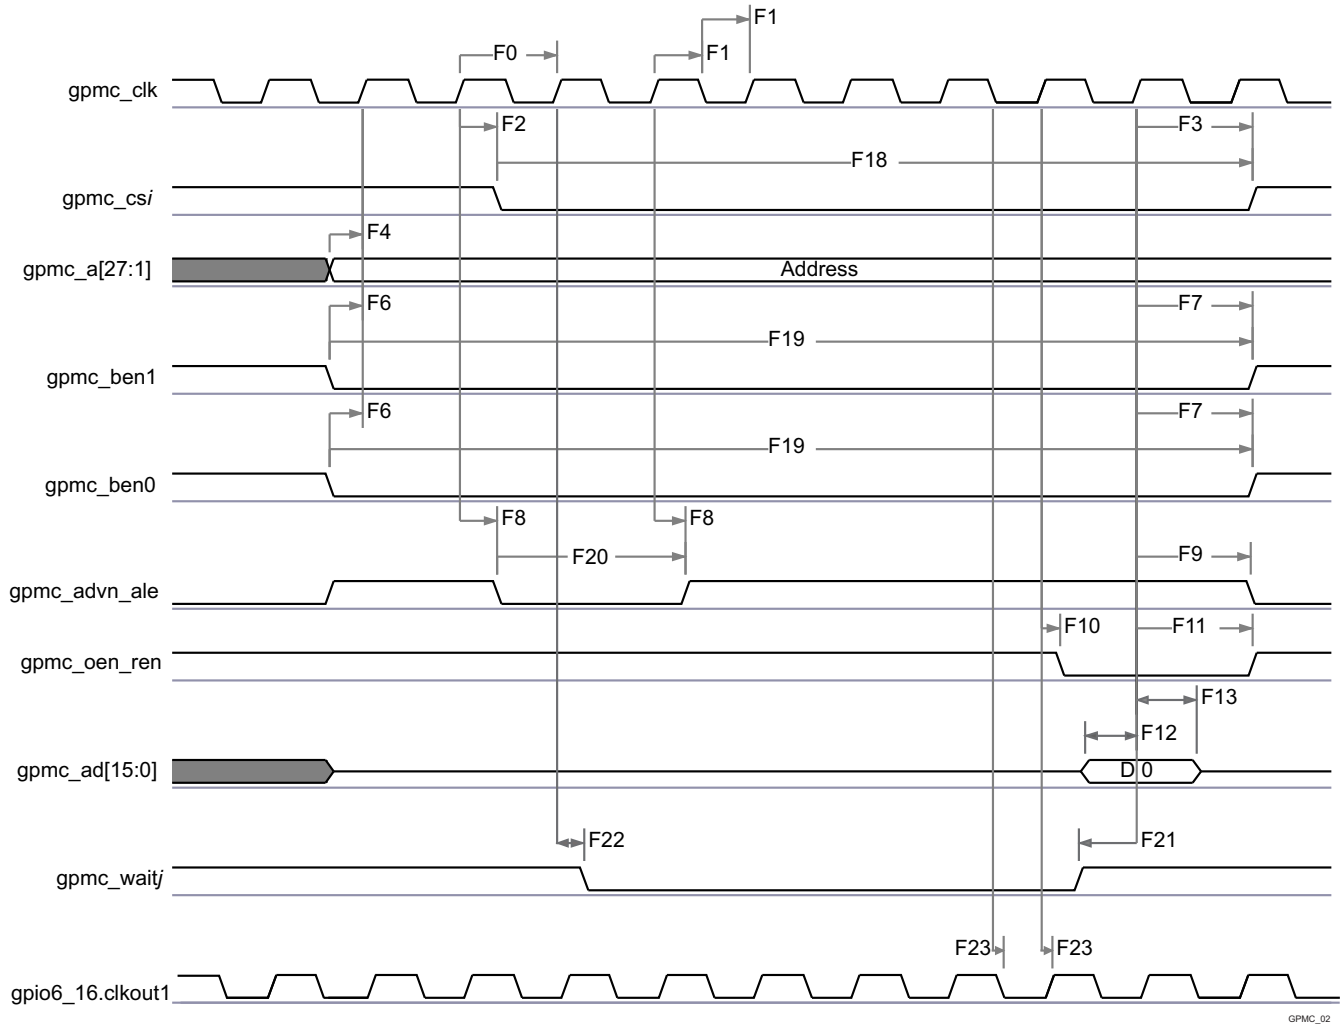 F1
F0
F1
gpmc_clk
F2
F3
F18
gpmc_csi
F4
gpmc_a[27:1]
Address
F6
F7
F19
gpmc_ben1
F6
F7
F19
gpmc_ben0
F8
F8
F20
F9
gpmc_advn_ale
F10
F11
gpmc_oen_ren
F13
F12
gpmc_ad[15:0]
D 0
F22
F21
gpmc_waitj
F23
F23
gpio6_16.clkout1
GPMC_02